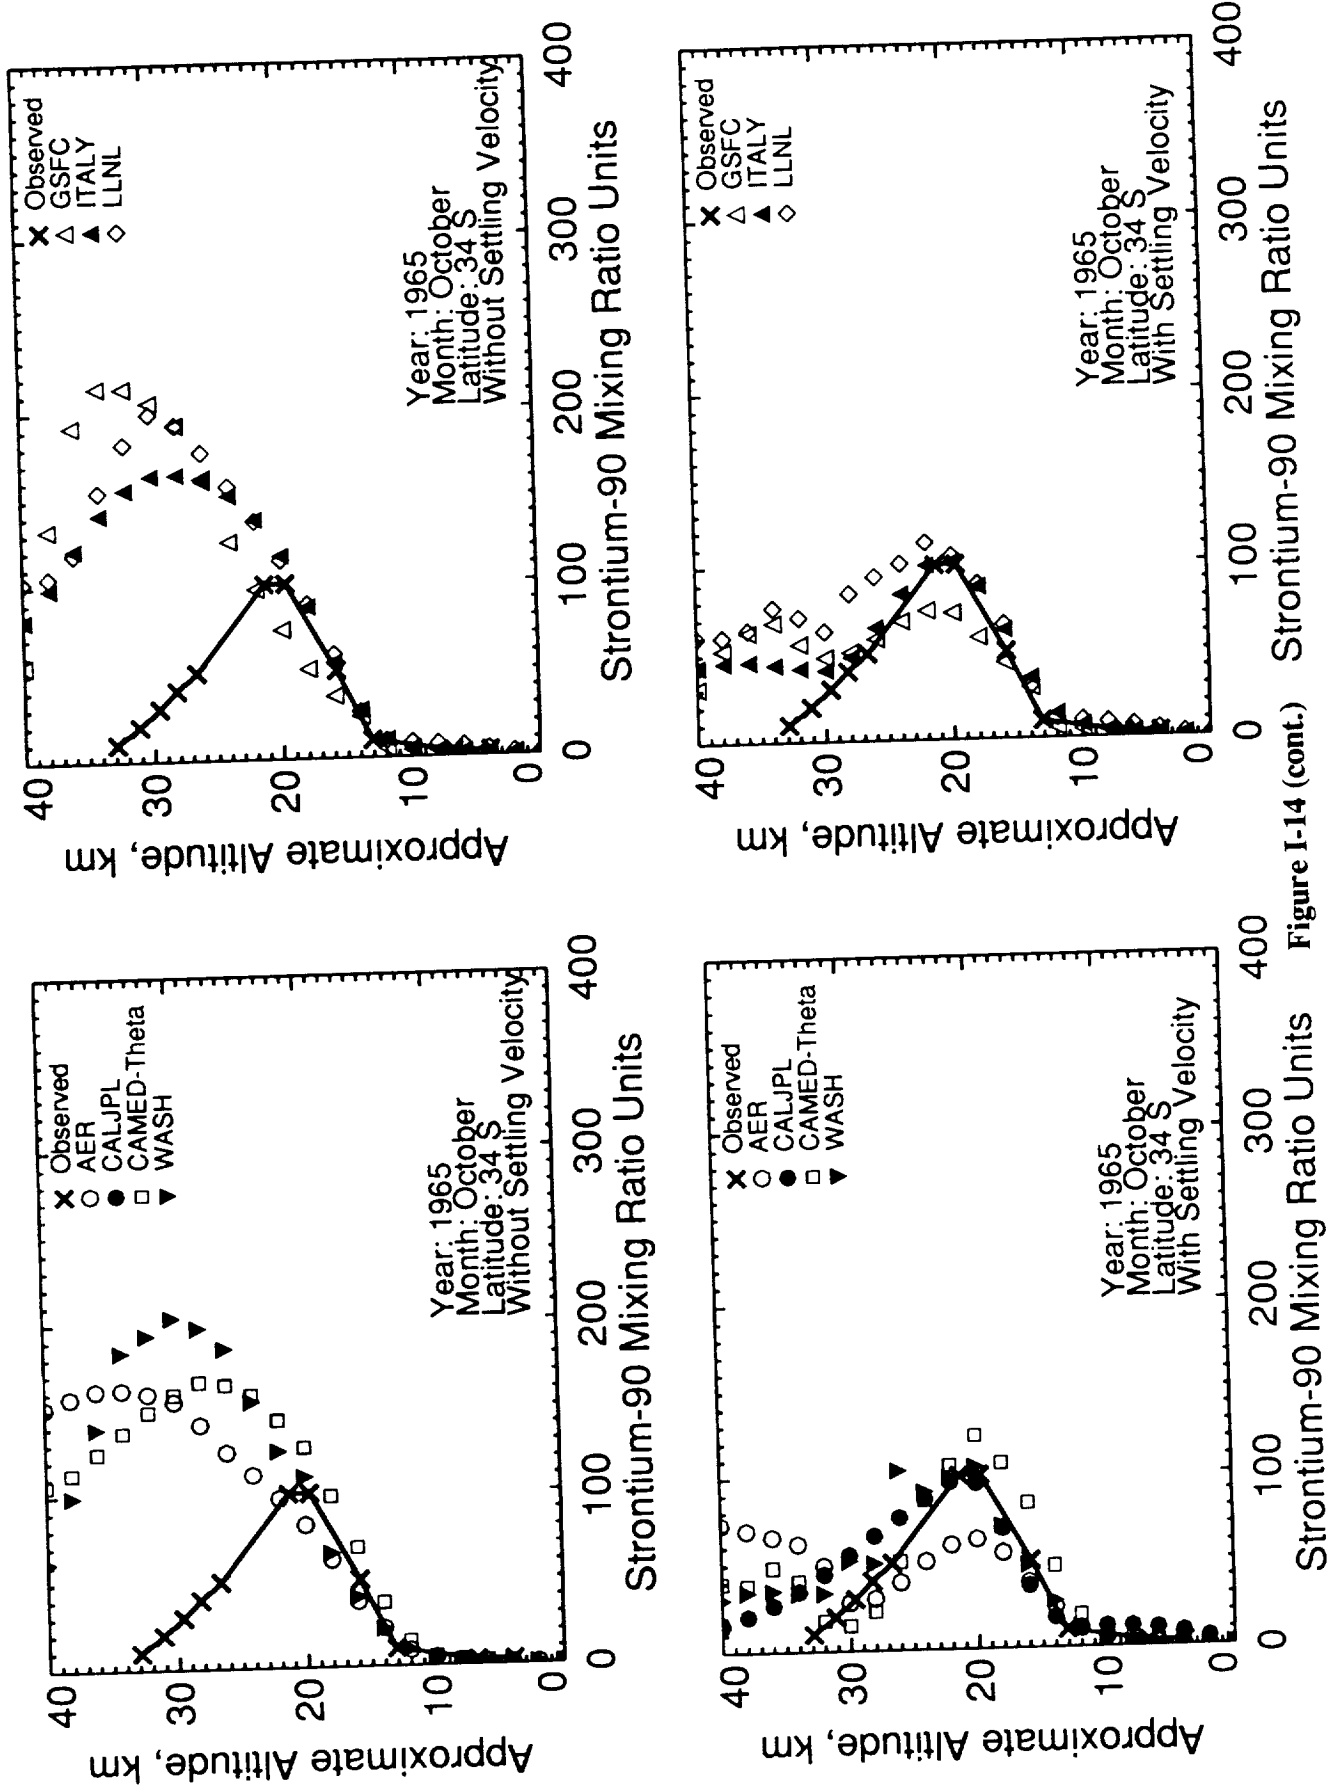 Approximate Altitude, km
40
30
20
10
0
× Observed
○ AER
● CALJPL
□ CAMED-Theta
▼ WASH
Year: 1965
Month: October
Latitude: 34 S
Without Settling Velocity
0
100
200
300
400
Strontium-90 Mixing Ratio Units
Approximate Altitude, km
40
30
20
10
0
× Observed
△ GSFC
▲ ITALY
◇ LLNL
Year: 1965
Month: October
Latitude: 34 S
Without Settling Velocity
0
100
200
300
400
Strontium-90 Mixing Ratio Units
Approximate Altitude, km
40
30
20
10
0
× Observed
○ AER
● CALJPL
□ CAMED-Theta
▼ WASH
Year: 1965
Month: October
Latitude: 34 S
With Settling Velocity
0
100
200
300
400
Strontium-90 Mixing Ratio Units
Approximate Altitude, km
40
30
20
10
0
× Observed
△ GSFC
▲ ITALY
◇ LLNL
Year: 1965
Month: October
Latitude: 34 S
With Settling Velocity
0
100
200
300
400
Strontium-90 Mixing Ratio Units
Figure I-14 (cont.)